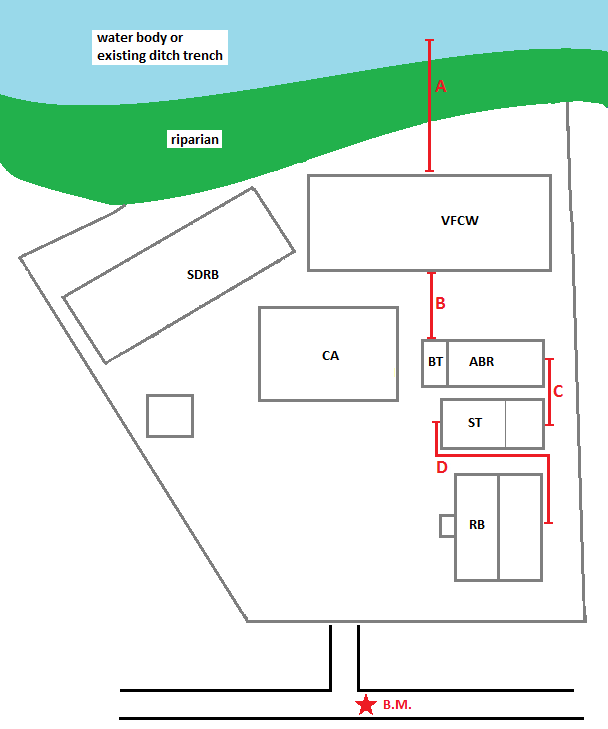 water body or
existing ditch trench
A
riparian
VFCW
SDRB
B
CA
BT
ABR
C
ST
D
RB
B.M.